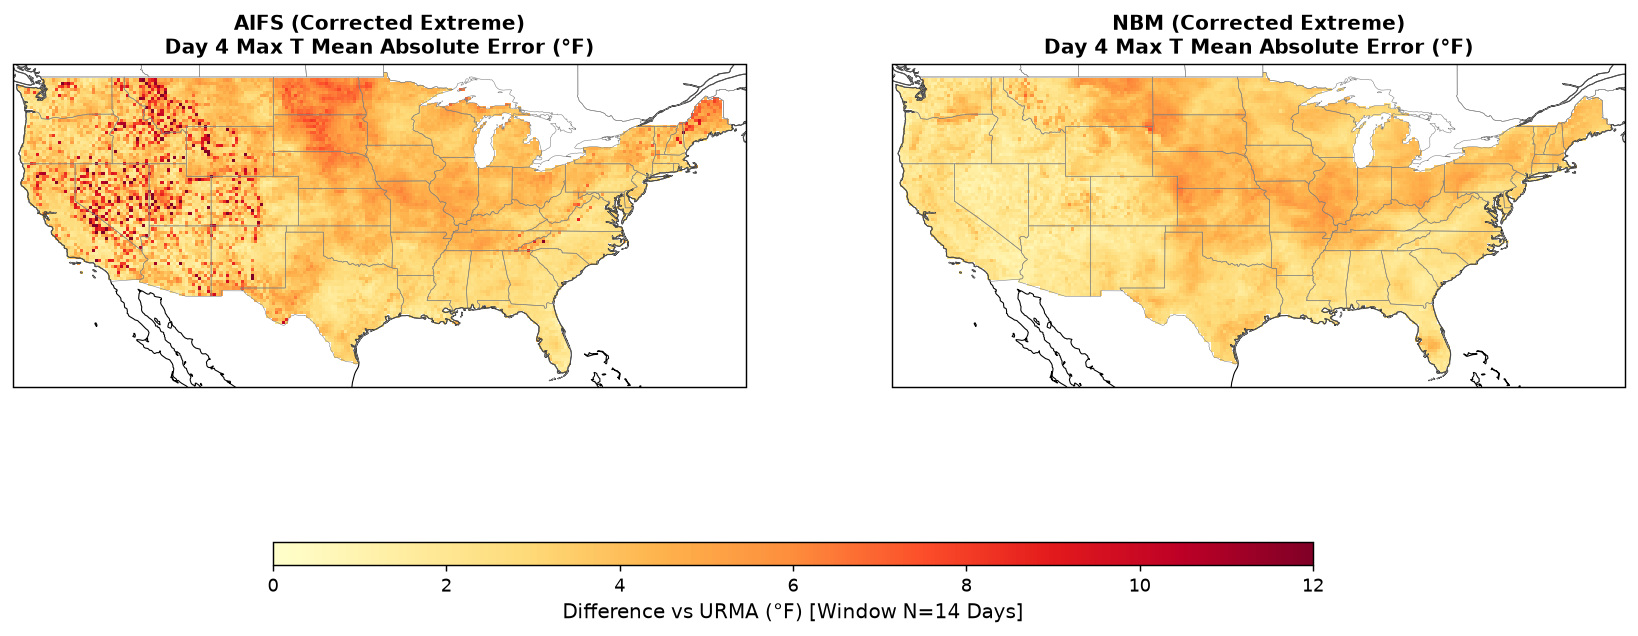 AIFS (Corrected Extreme)
Day 4 Max T Mean Absolute Error (°F)
NBM (Corrected Extreme)
Day 4 Max T Mean Absolute Error (°F)
0 2 4 6 8 10 12
Difference vs URMA (°F) [Window N=14 Days]